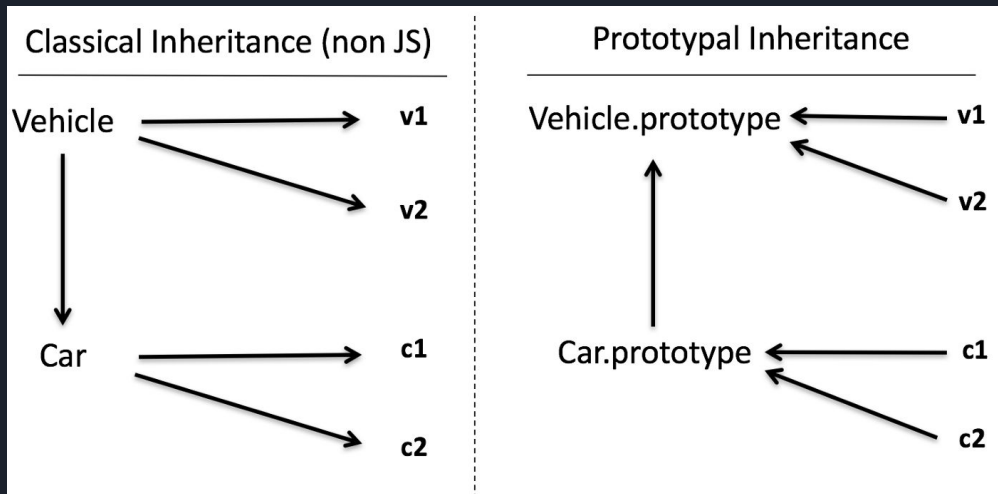 Classical Inheritance (non JS)
Vehicle
v1
v2
Car
c1
c2
Prototypal Inheritance
Vehicle.prototype
v1
v2
Car.prototype
c1
c2